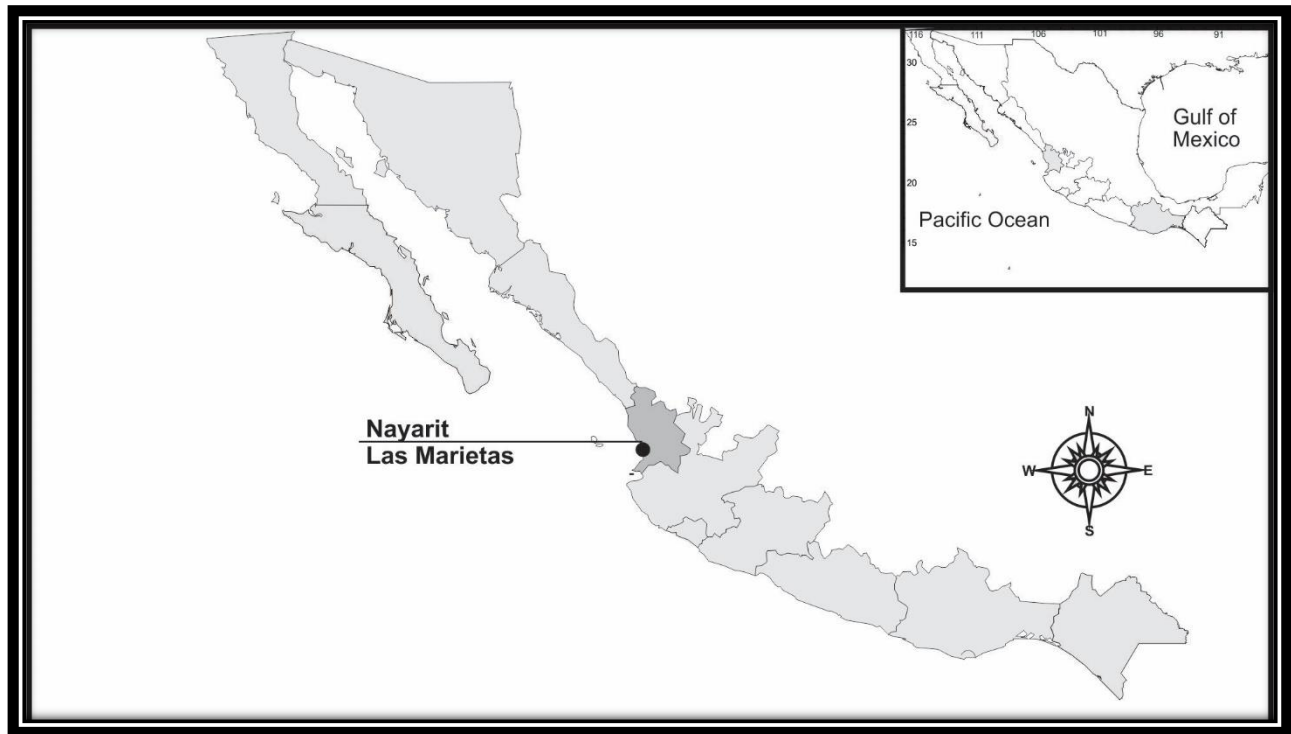 116 111 106 101 96 91
30
25
20
15
Gulf of
Mexico
Pacific Ocean
Nayarit
Las Marietas
N
W E
S